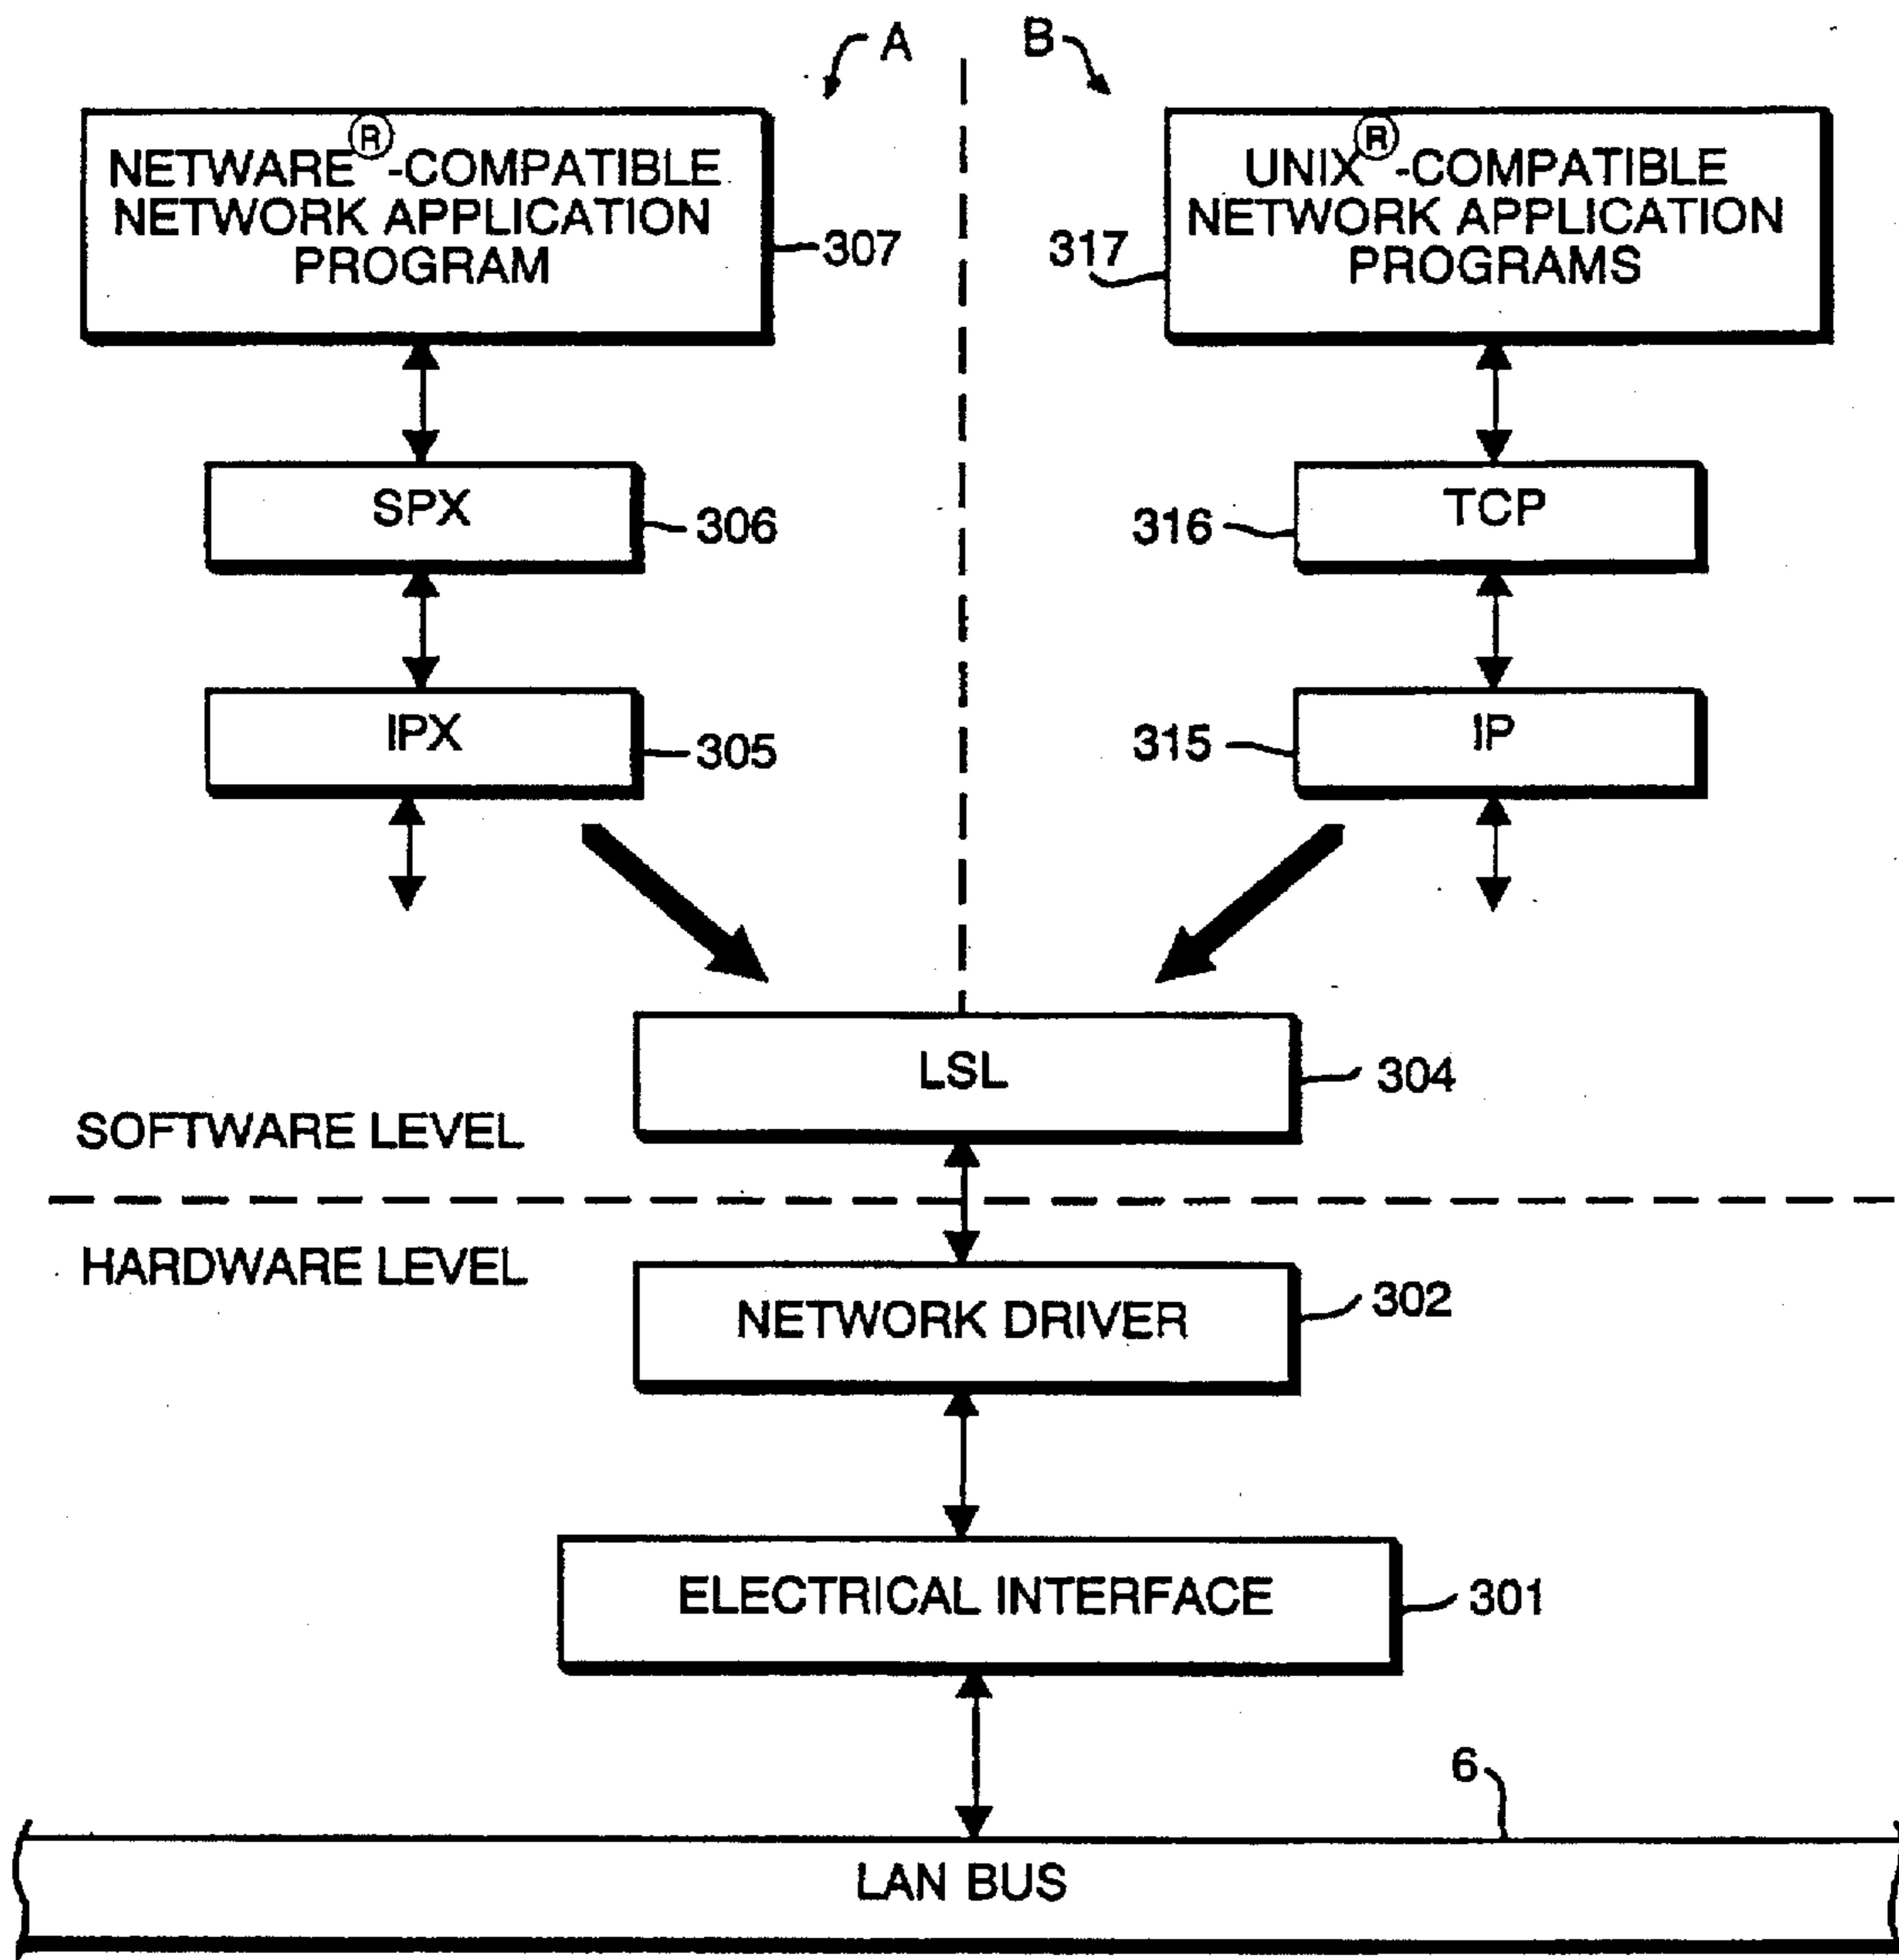 A
B
NETWARE®-COMPATIBLE
NETWORK APPLICATION
PROGRAM
307
317
UNIX®-COMPATIBLE
NETWORK APPLICATION
PROGRAMS
SPX
306
316
TCP
IPX
305
315
IP
LSL
304
SOFTWARE LEVEL
HARDWARE LEVEL
NETWORK DRIVER
302
ELECTRICAL INTERFACE
301
6
LAN BUS